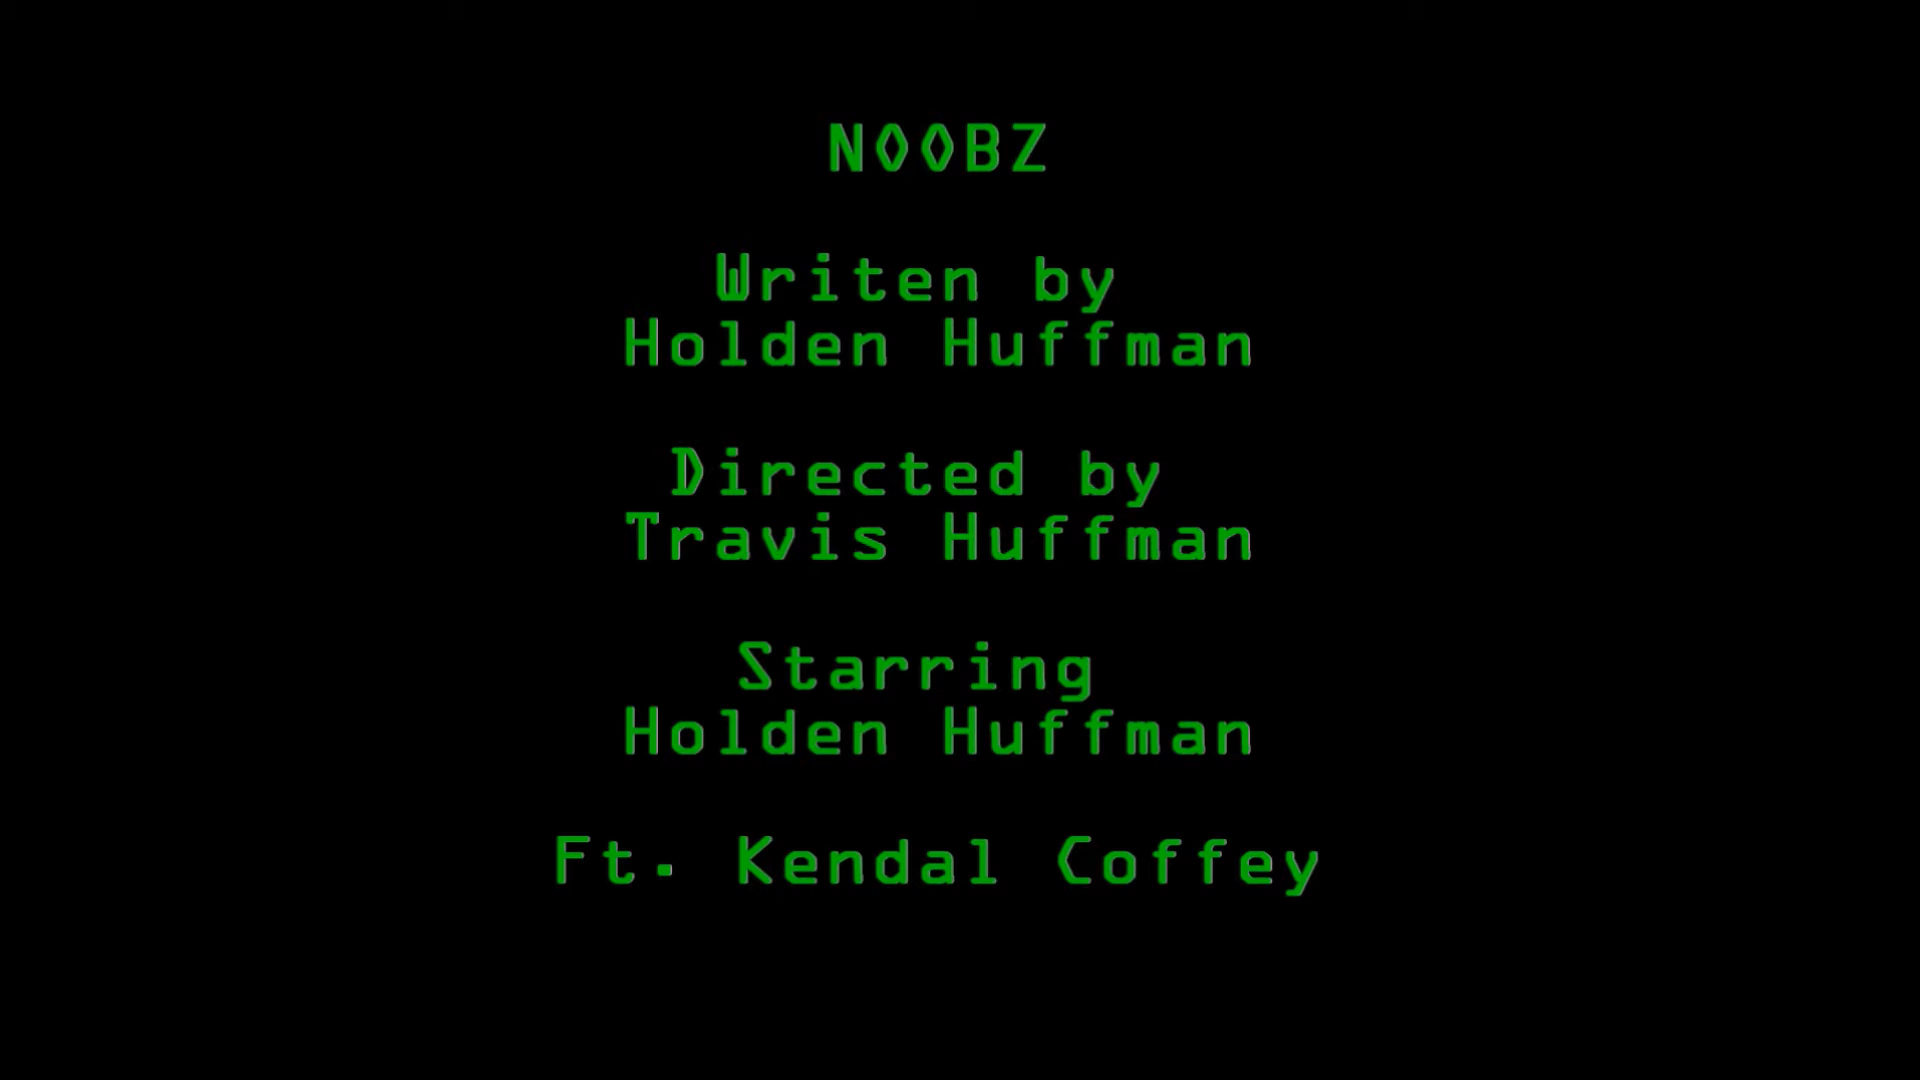 NOOBZ
Writen by
Holden Huffman
Directed by
Travis Huffman
Starring
Holden Huffman
Ft. Kendal Coffey